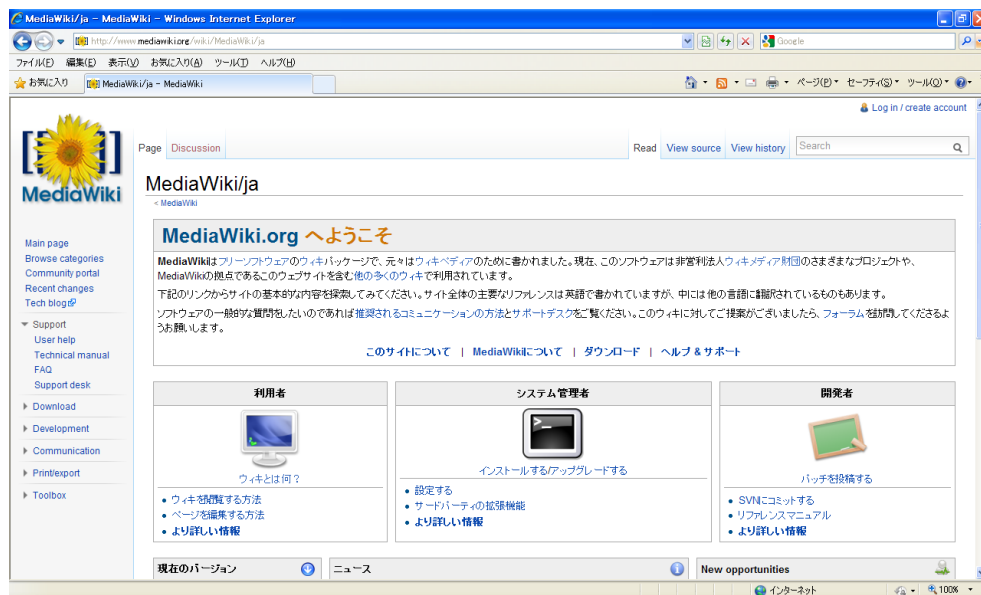 MediaWiki/ja - MediaWiki - Windows Internet Explorer
http://www.mediawiki.org/wiki/MediaWiki/ja
Google
ファイル(F) 編集(E) 表示(V) お気に入り(A) ツール(T) ヘルプ(H)
お気に入り
MediaWiki/ja - MediaWiki
ページ(P) セーフティ(S) ツール(O)
Log in / create account
Page Discussion
Read View source View history Search
MediaWiki
MediaWiki/ja
< MediaWiki
Main page
Browse categories
Community portal
Recent changes
Tech blog
Support
User help
Technical manual
FAQ
Support desk
Download
Development
Communication
Print/export
Toolbox
MediaWiki.org へようこそ
MediaWikiはフリーソフトウェアのウィキパッケージで、元々はウィキペディアのために書かれました。現在、このソフトウェアは非営利法人ウィキメディア財団のさまざまなプロジェクトや、
MediaWikiの拠点であるこのウェブサイトを含む他の多くのウィキで利用されています。
下記のリンクからサイトの基本的な内容を探索してみてください。サイト全体の主要なリファレンスは英語で書かれていますが、中には他の言語に翻訳されているものもあります。
ソフトウェアの一般的な質問をしたいのであれば推奨されるコミュニケーションの方法とサポートデスクをご覧ください。このウィキに対してご提案がございましたら、フォーラムを訪問してくださるよ
うお願いします。
このサイトについて | MediaWikiについて | ダウンロード | ヘルプ & サポート
利用者
ウィキとは何？
ウィキを閲覧する方法
ページを編集する方法
より詳しい情報
システム管理者
インストールする/アップグレードする
設定する
サードパーティの拡張機能
より詳しい情報
開発者
パッチを投稿する
SVNにコミットする
リファレンスマニュアル
より詳しい情報
現在のバージョン
ニュース
New opportunities
インターネット
100%